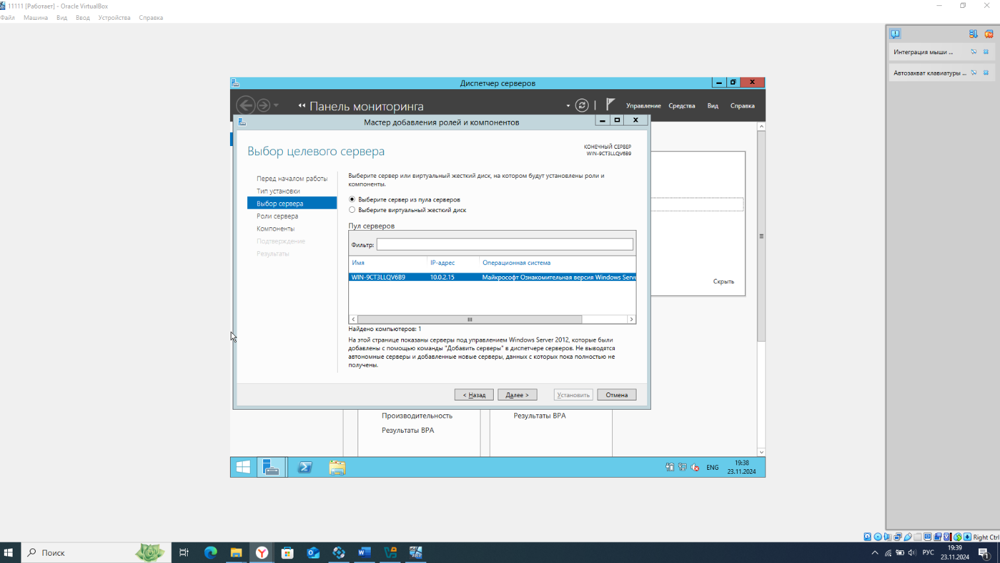 11111 [Работает] - Oracle VirtualBox
Файл Машина Вид Ввод Устройства Справка
Интеграция мыши ...
Автозахват клавиатуры ...
Диспетчер серверов
Панель мониторинга
Управление Средства Вид Справка
Мастер добавления ролей и компонентов
Выбор целевого сервера
КОНЕЧНЫЙ СЕРВЕР
WIN-9CT3LLQV6B9
Перед началом работы
Тип установки
Выбор сервера
Роли сервера
Компоненты
Подтверждение
Результаты
Выберите сервер или виртуальный жесткий диск, на котором будут установлены роли и
компоненты.
Выберите сервер из пула серверов
Выберите виртуальный жесткий диск
Пул серверов
Фильтр:
Имя IP-адрес Операционная система
WIN-9CT3LLQV6B9 10.0.2.15 Майкрософт Ознакомительная версия Windows Serve
Найдено компьютеров: 1
На этой странице показаны серверы под управлением Windows Server 2012, которые были
добавлены с помощью команды "Добавить серверы" в диспетчере серверов. Не выводятся
автономные серверы и добавленные новые серверы, данных с которых пока полностью не
получены.
< Назад Далее > Установить Отмена
Скрыть
Производительность
Результаты BPA
Результаты BPA
ENG
19:38
23.11.2024
Right Ctrl
Поиск
РУС
19:39
23.11.2024
1